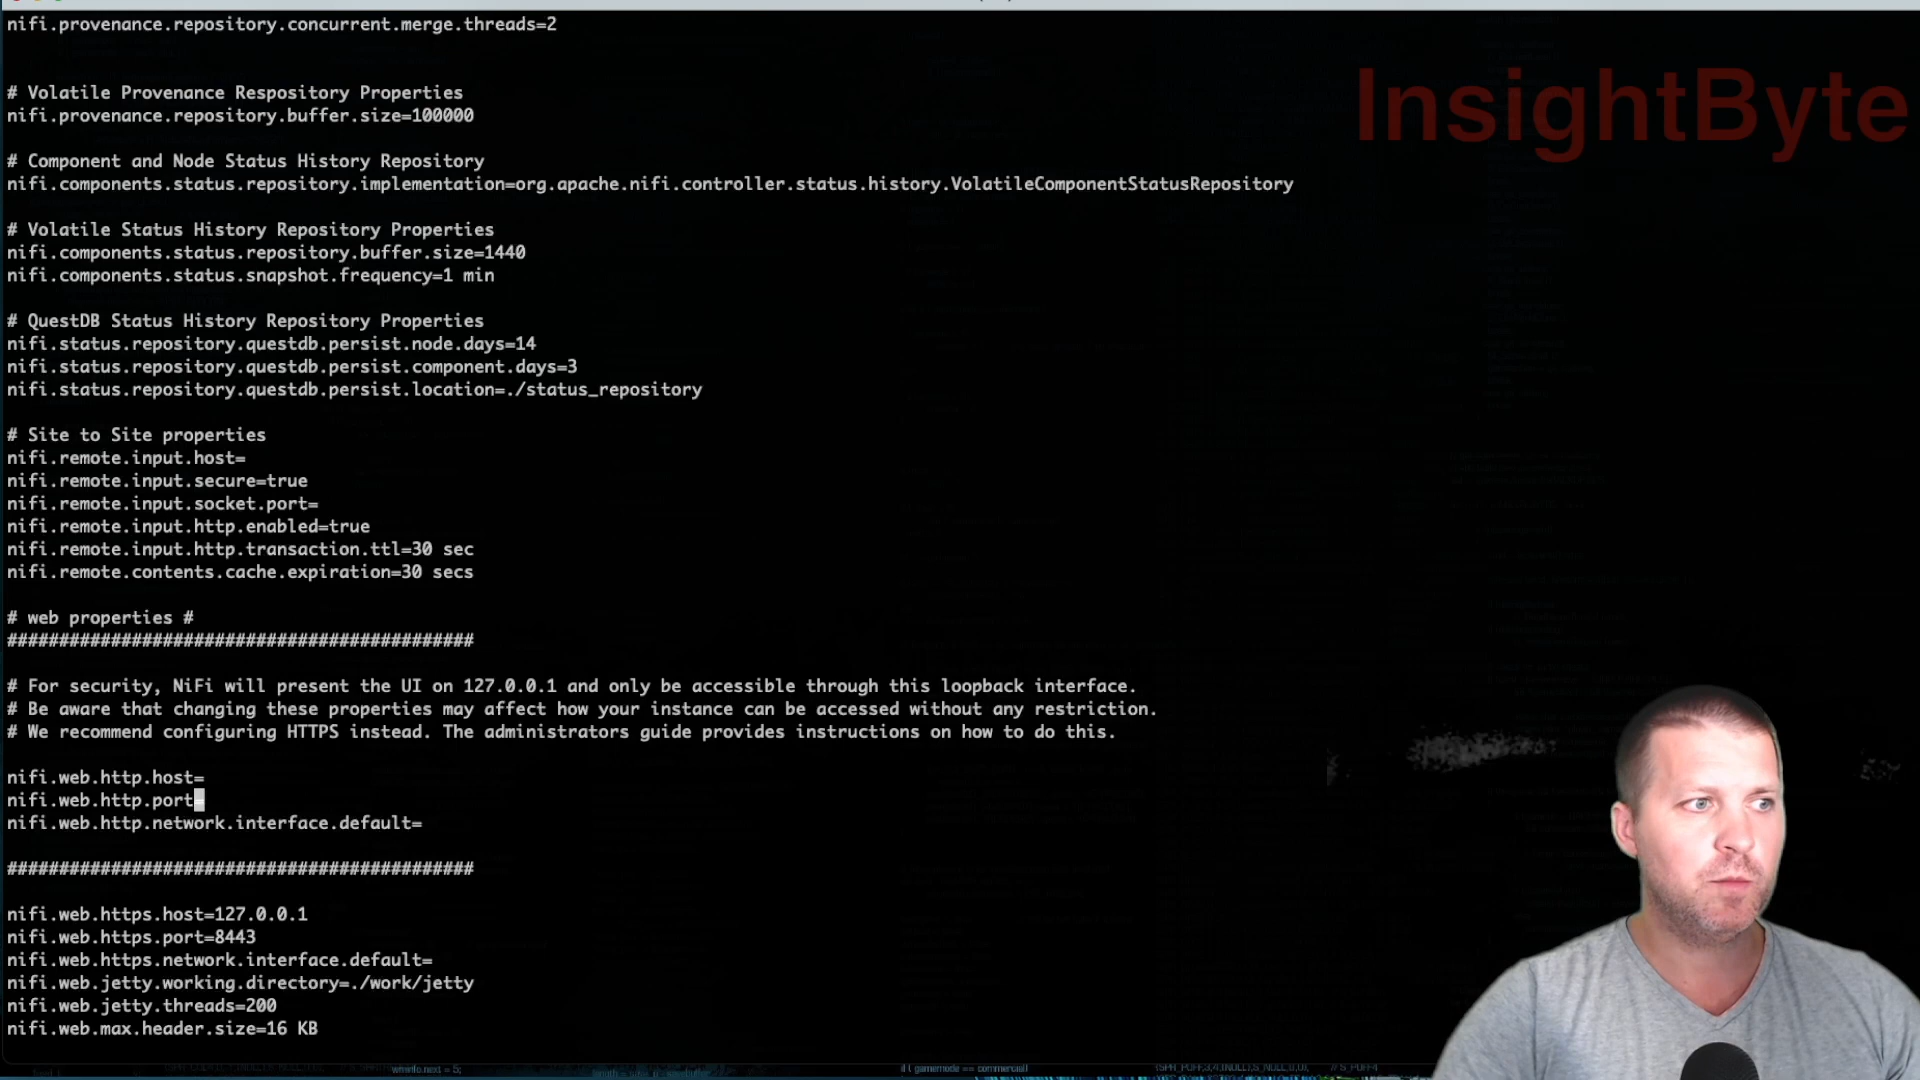 nifi.provenance.repository.concurrent.merge.threads=2
InsightByte
# Volatile Provenance Respository Properties
nifi.provenance.repository.buffer.size=100000
# Component and Node Status History Repository
nifi.components.status.repository.implementation=org.apache.nifi.controller.status.history.VolatileComponentStatusRepository
# Volatile Status History Repository Properties
nifi.components.status.repository.buffer.size=1440
nifi.components.status.snapshot.frequency=1 min
# QuestDB Status History Repository Properties
nifi.status.repository.questdb.persist.node.days=14
nifi.status.repository.questdb.persist.component.days=3
nifi.status.repository.questdb.persist.location=./status_repository
# Site to Site properties
nifi.remote.input.host=
nifi.remote.input.secure=true
nifi.remote.input.socket.port=
nifi.remote.input.http.enabled=true
nifi.remote.input.http.transaction.ttl=30 sec
nifi.remote.contents.cache.expiration=30 secs
# web properties #
#############################################
# For security, NiFi will present the UI on 127.0.0.1 and only be accessible through this loopback interface.
# Be aware that changing these properties may affect how your instance can be accessed without any restriction.
# We recommend configuring HTTPS instead. The administrators guide provides instructions on how to do this.
nifi.web.http.host=
nifi.web.http.port=
nifi.web.http.network.interface.default=
#############################################
nifi.web.https.host=127.0.0.1
nifi.web.https.port=8443
nifi.web.https.network.interface.default=
nifi.web.jetty.working.directory=./work/jetty
nifi.web.jetty.threads=200
nifi.web.max.header.size=16 KB